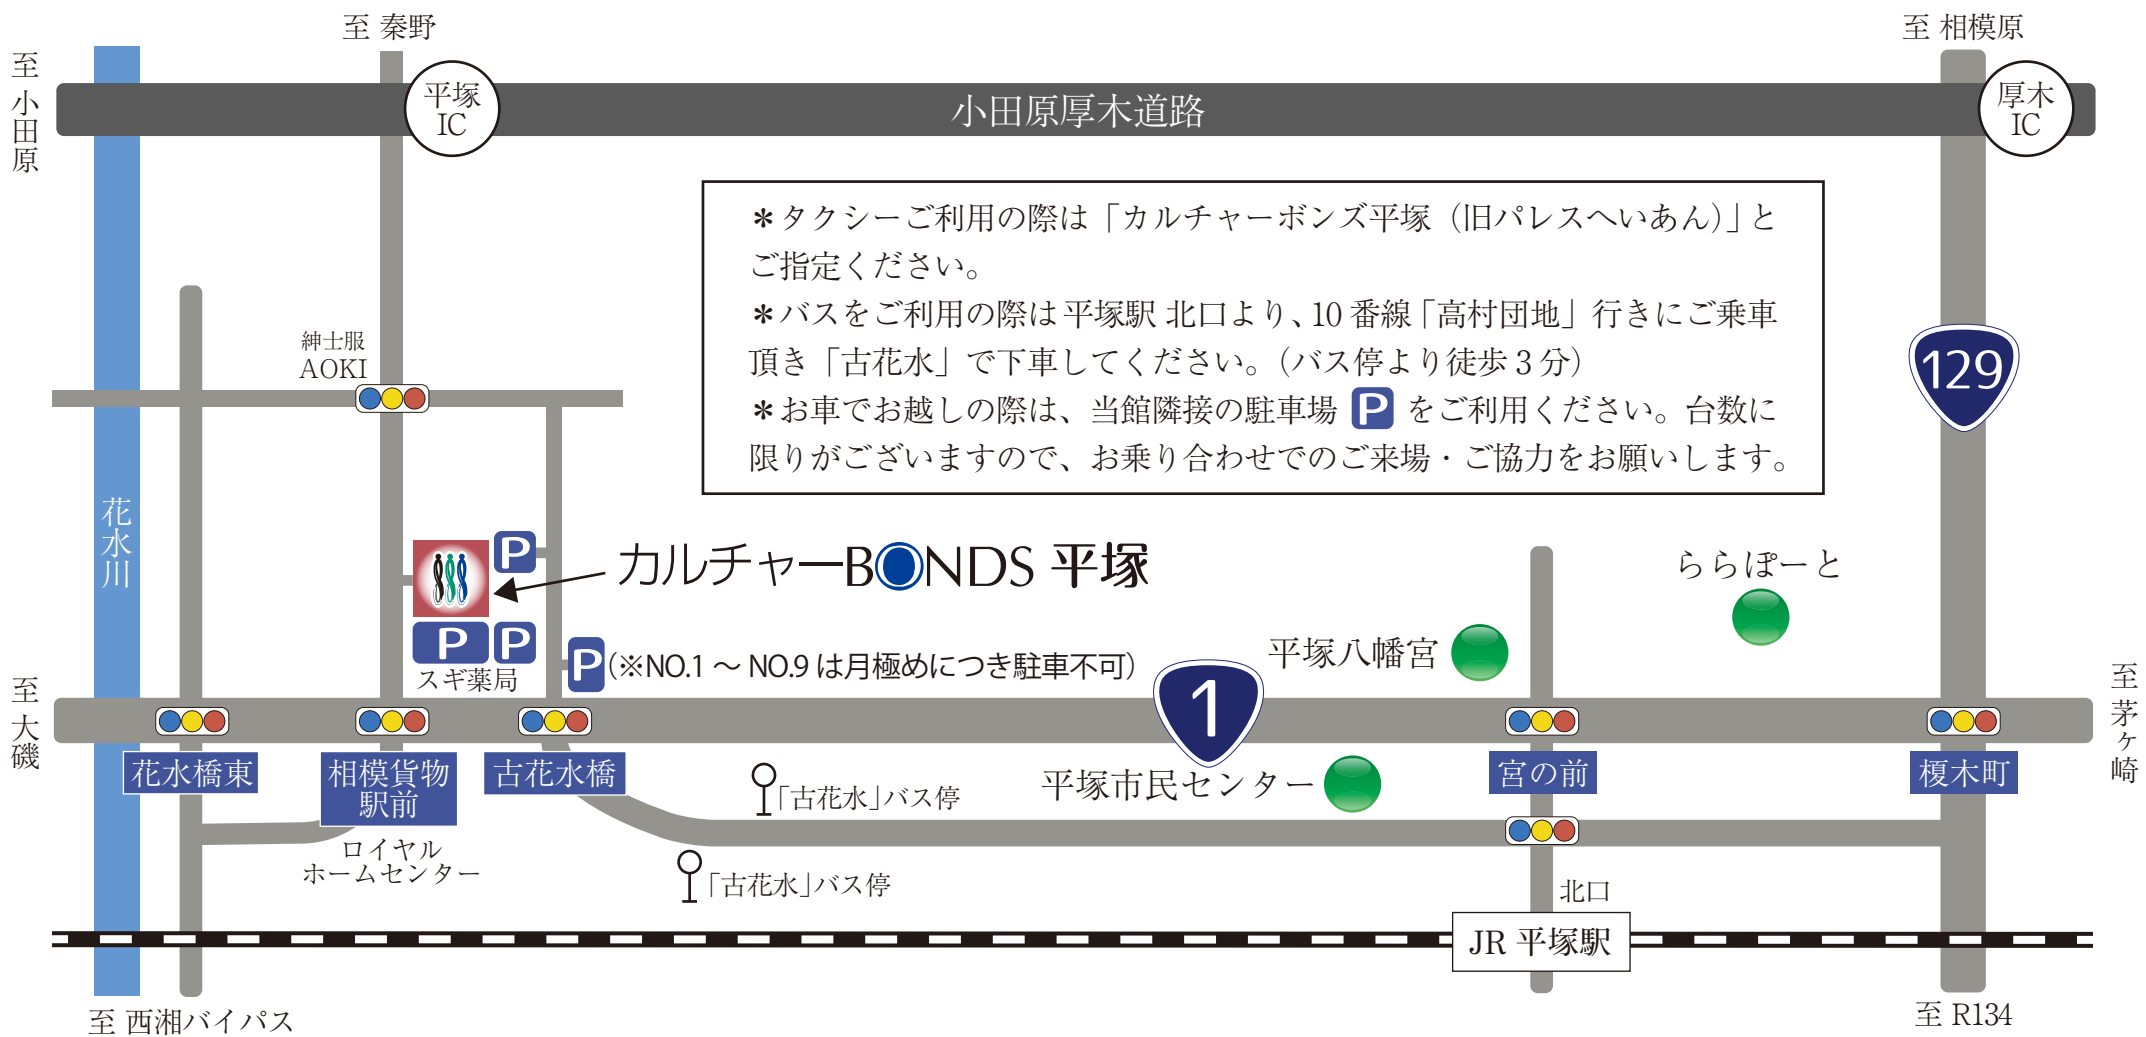 至 秦野
至 相模原
至 小田原
平塚
IC
小田原厚木道路
厚木
IC
＊タクシーご利用の際は「カルチャーボンズ平塚（旧パレスへいあん）」と
ご指定ください。
＊バスをご利用の際は 平塚駅 北口より、10 番線「高村団地」行きにご乗車
頂き「古花水」で下車してください。（バス停より徒歩 3 分）
＊お車でお越しの際は、当館隣接の駐車場 P をご利用ください。台数に
限りがございますので、お乗り合わせでのご来場・ご協力をお願いします。
紳士服
AOKI
129
花水川
P
カルチャーBONDS 平塚
ららぽーと
P
P
スギ薬局
P
（※NO.1 〜 NO.9 は月極めにつき駐車不可）
平塚八幡宮
1
至 大磯
至 茅ヶ崎
花水橋東
相模貨物
駅前
古花水橋
「古花水」バス停
平塚市民センター
宮の前
榎木町
ロイヤル
ホームセンター
「古花水」バス停
北口
JR 平塚駅
至 西湘バイパス
至 R134